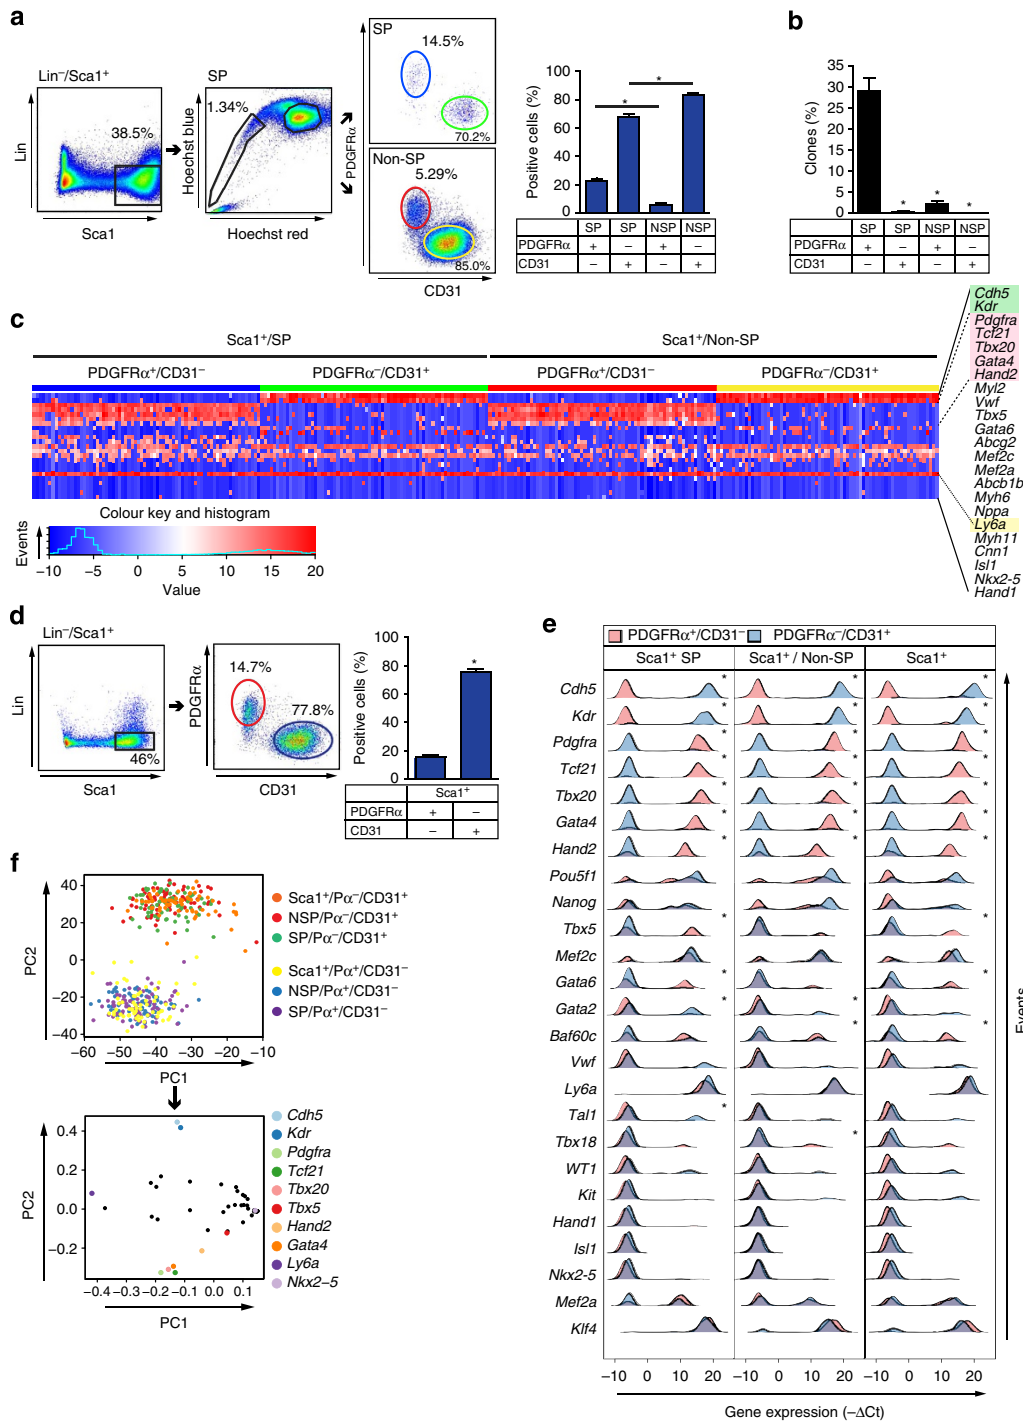 a
Lin−/Sca1+
Lin
38.5%
Sca1
SP
1.34%
Hoechst blue
Hoechst red
SP
14.5%
70.2%
PDGFRα
Non-SP
5.29%
85.0%
CD31
Positive cells (%)
100
80
60
40
20
0
*
*
SP SP NSP NSP
PDGFRα + − + −
CD31 − + − +
b
Clones (%)
35
30
25
20
15
10
5
0
* * *
SP SP NSP NSP
PDGFRα + − + −
CD31 − + − +
c
Sca1+/SP Sca1+/Non-SP
PDGFRα+/CD31− PDGFRα−/CD31+ PDGFRα+/CD31− PDGFRα−/CD31+
Cdh5
Kdr
Pdgfra
Tcf21
Tbx20
Gata4
Hand2
Myl2
Vwf
Tbx5
Gata6
Abcg2
Mef2c
Mef2a
Abcb1b
Myh6
Nppa
Ly6a
Myh11
Cnn1
Isl1
Nkx2-5
Hand1
Colour key and histogram
Events
−10 −5 0 5 10 15 20
Value
d
Lin−/Sca1+
Lin
46%
Sca1
PDGFRα
14.7%
77.8%
CD31
Positive cells (%)
100
80
60
40
20
0
*
Sca1+
PDGFRα + −
CD31 − +
e
PDGFRα+/CD31− PDGFRα−/CD31+
Sca1+ SP Sca1+ / Non-SP Sca1+
Cdh5 * * *
Kdr * * *
Pdgfra * * *
Tcf21 * * *
Tbx20 * * *
Gata4 * * *
Hand2 * * *
Pou5f1
Nanog
Tbx5 * * *
Mef2c
Gata6 * * *
Gata2 * * *
Baf60c * * *
Vwf
Ly6a
Tal1 *
Tbx18 *
WT1
Kit
Hand1
Isl1
Nkx2-5
Mef2a
Klf4
−10 0 10 20 −10 0 10 20 −10 0 10 20
Gene expression (−ΔCt)
Events
f
PC2
40
20
0
−20
−40
−60 −50 −40 −30 −20 −10
PC1
Sca1+/Pα−/CD31+
NSP/Pα−/CD31+
SP/Pα−/CD31+
Sca1+/Pα+/CD31−
NSP/Pα+/CD31−
SP/Pα+/CD31−
PC2
0.4
0.2
0.0
−0.2
−0.4 −0.3 −0.2 −0.1 0.0 0.1
PC1
Cdh5
Kdr
Pdgfra
Tcf21
Tbx20
Tbx5
Hand2
Gata4
Ly6a
Nkx2−5